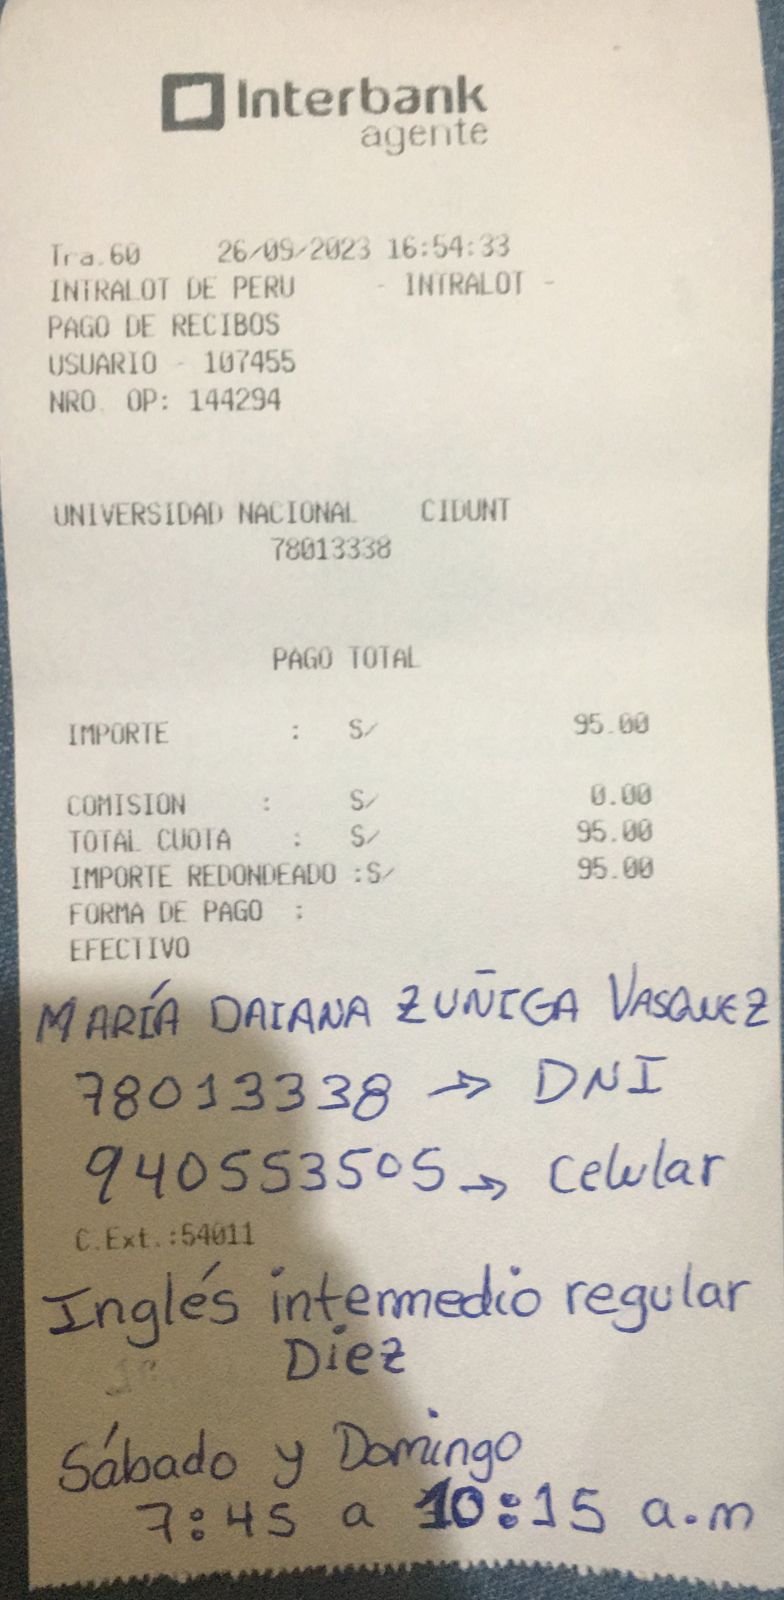 Interbank
agente
Tra.60 26/09/2023 16:54:33
INTRALOT DE PERU - INTRALOT -
PAGO DE RECIBOS
USUARIO - 107455
NRO. OP: 144294
UNIVERSIDAD NACIONAL CIDUNT
78013338
PAGO TOTAL
IMPORTE : S/ 95.00
COMISION : S/ 0.00
TOTAL CUOTA : S/ 95.00
IMPORTE REDONDEADO :S/ 95.00
FORMA DE PAGO :
EFECTIVO
MARÍA DAIANA ZUÑIGA VASQUEZ
78013338 → DNI
940553505 → Celular
C.Ext.:54011
Inglés intermedio regular
Diez
Sábado y Domingo
7:45 a 10:15 a.m